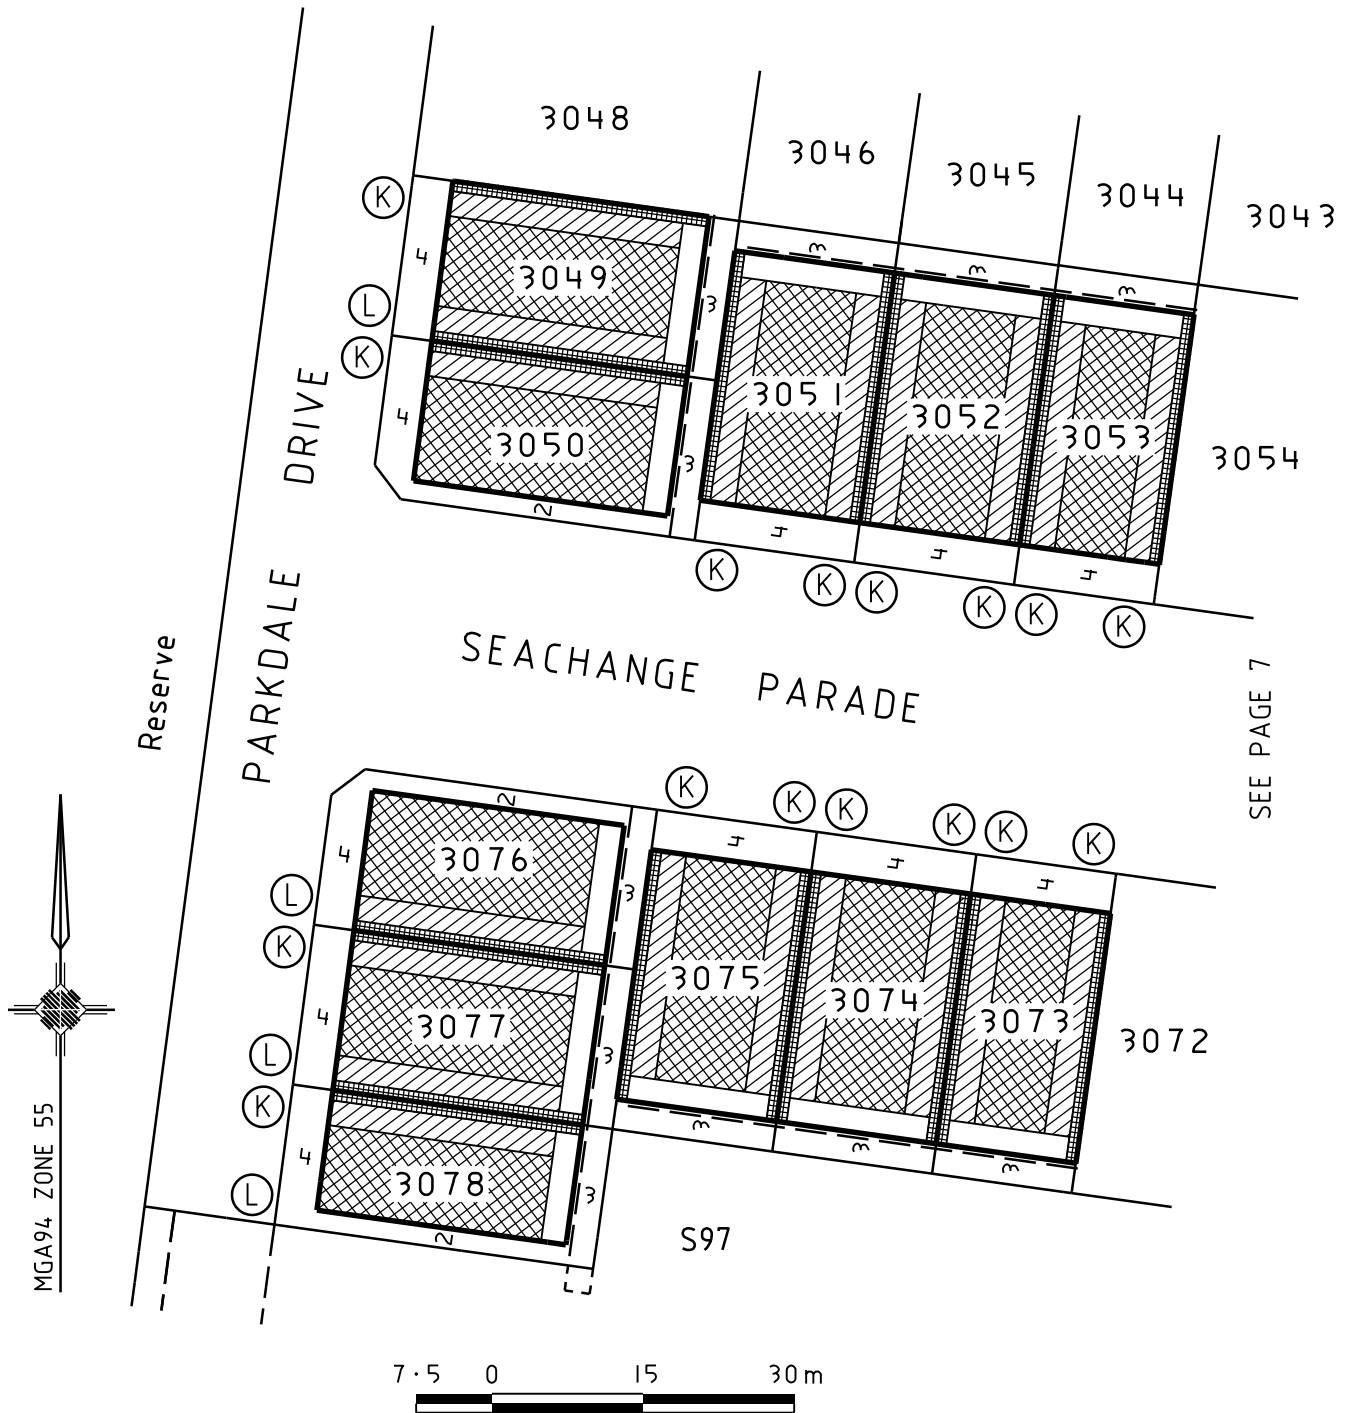 3048
3046
3045
3044
3043
K
4
3049
3
3
3
3
L
K
3051
3052
3053
3054
4
3050
3
2
4
4
4
K
K
K
K
K
K
PARKDALE DRIVE
SEACHANGE PARADE
Reserve
SEE PAGE 7
K
K
K
K
K
K
2
4
4
4
4
3076
3
L
K
3075
3074
3073
3072
4
3077
3
L
K
3
3
3
4
3078
3
L
2
S97
MGA94 ZONE 55
7·5 0 15 30m